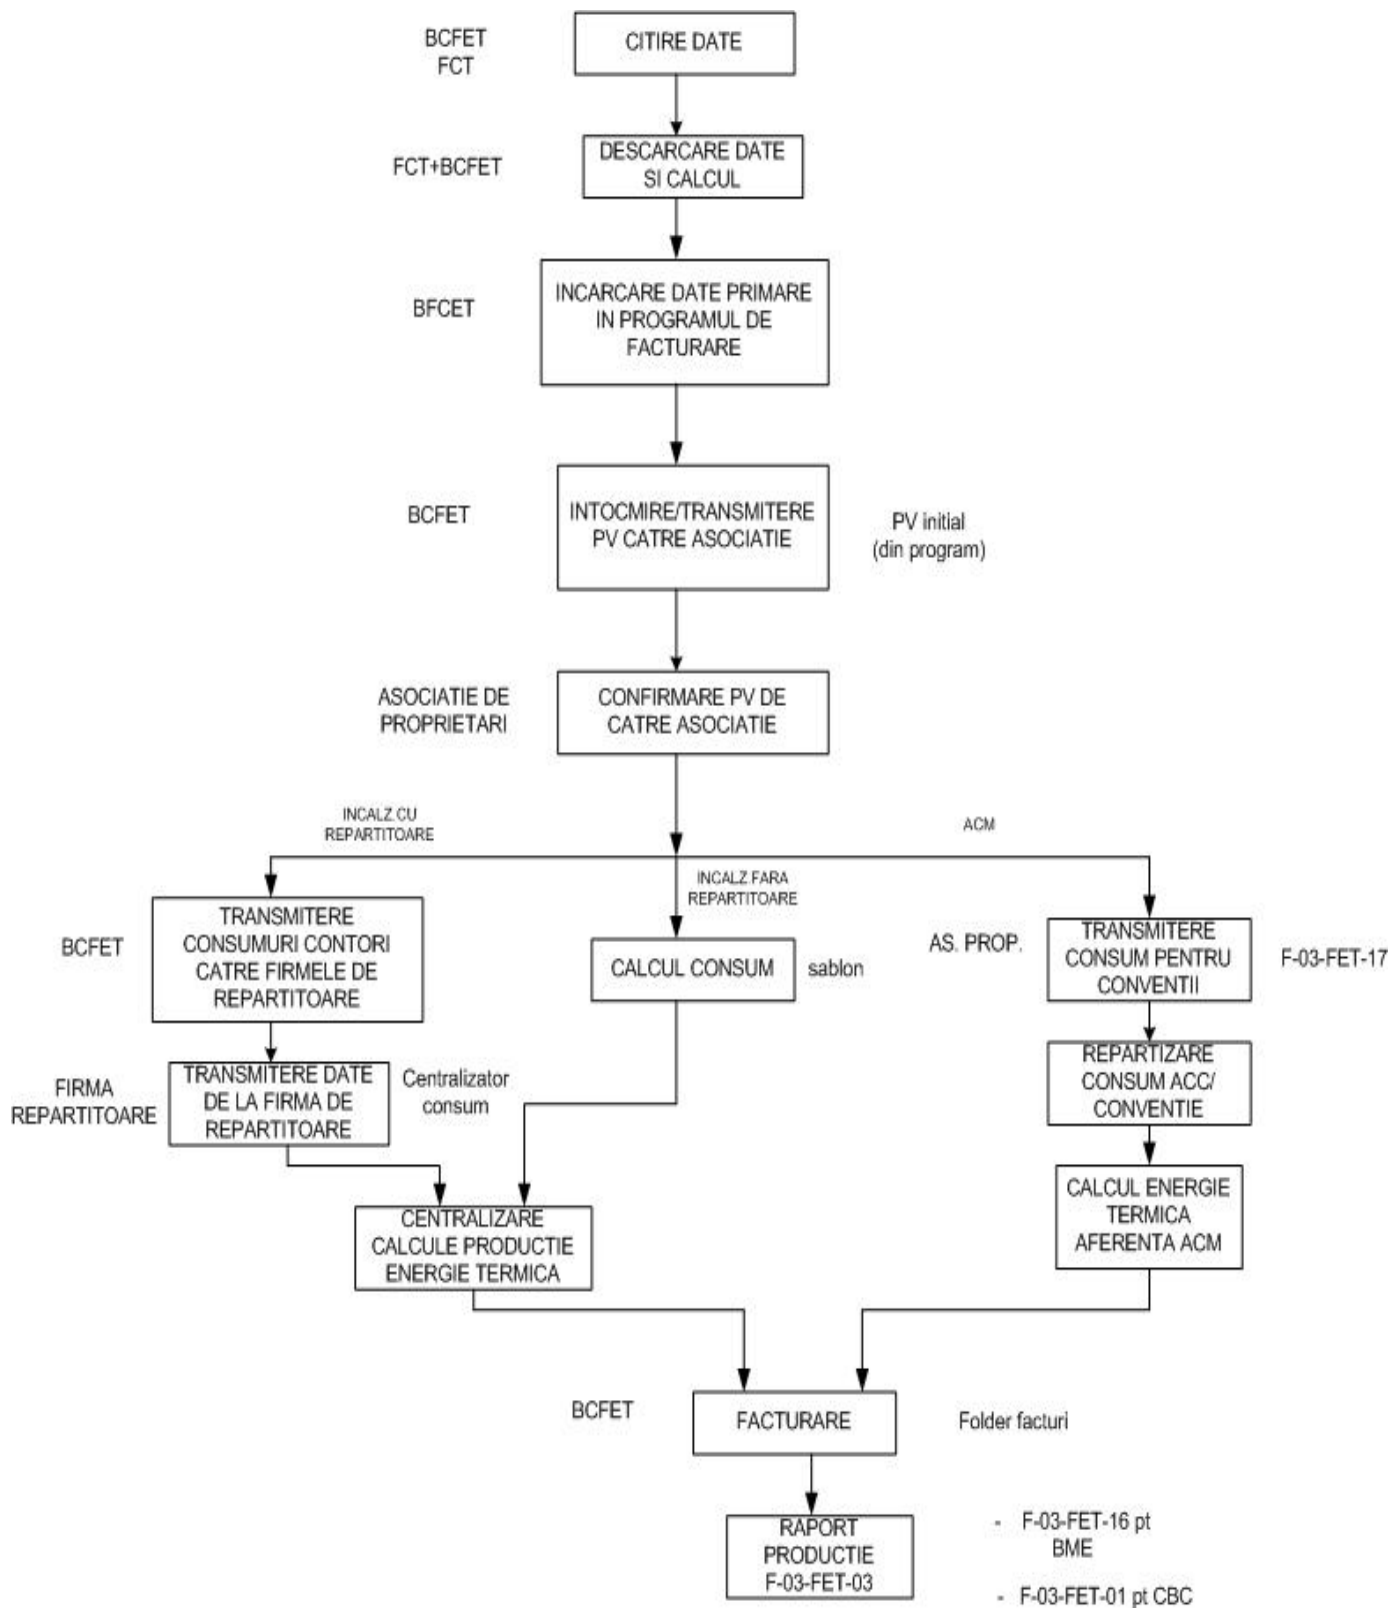 BCFET
FCT
CITIRE DATE
FCT+BCFET
DESCARCARE DATE
SI CALCUL
BFCET
INCARCARE DATE PRIMARE
IN PROGRAMUL DE
FACTURARE
BCFET
INTOCMIRE/TRANSMITERE
PV CATRE ASOCIATIE
PV initial
(din program)
ASOCIATIE DE
PROPRIETARI
CONFIRMARE PV DE
CATRE ASOCIATIE
INCALZ.CU
REPARTITOARE
ACM
INCALZ.FARA
REPARTITOARE
BCFET
TRANSMITERE
CONSUMURI CONTORI
CATRE FIRMELE DE
REPARTITOARE
CALCUL CONSUM
sablon
AS. PROP.
TRANSMITERE
CONSUM PENTRU
CONVENTII
F-03-FET-17
FIRMA
REPARTITOARE
TRANSMITERE DATE
DE LA FIRMA DE
REPARTITOARE
Centralizator
consum
REPARTIZARE
CONSUM ACC/
CONVENTIE
CENTRALIZARE
CALCULE PRODUCTIE
ENERGIE TERMICA
CALCUL ENERGIE
TERMICA
AFERENTA ACM
BCFET
FACTURARE
Folder facturi
RAPORT
PRODUCTIE
F-03-FET-03
- F-03-FET-16 pt
BME
- F-03-FET-01 pt CBC